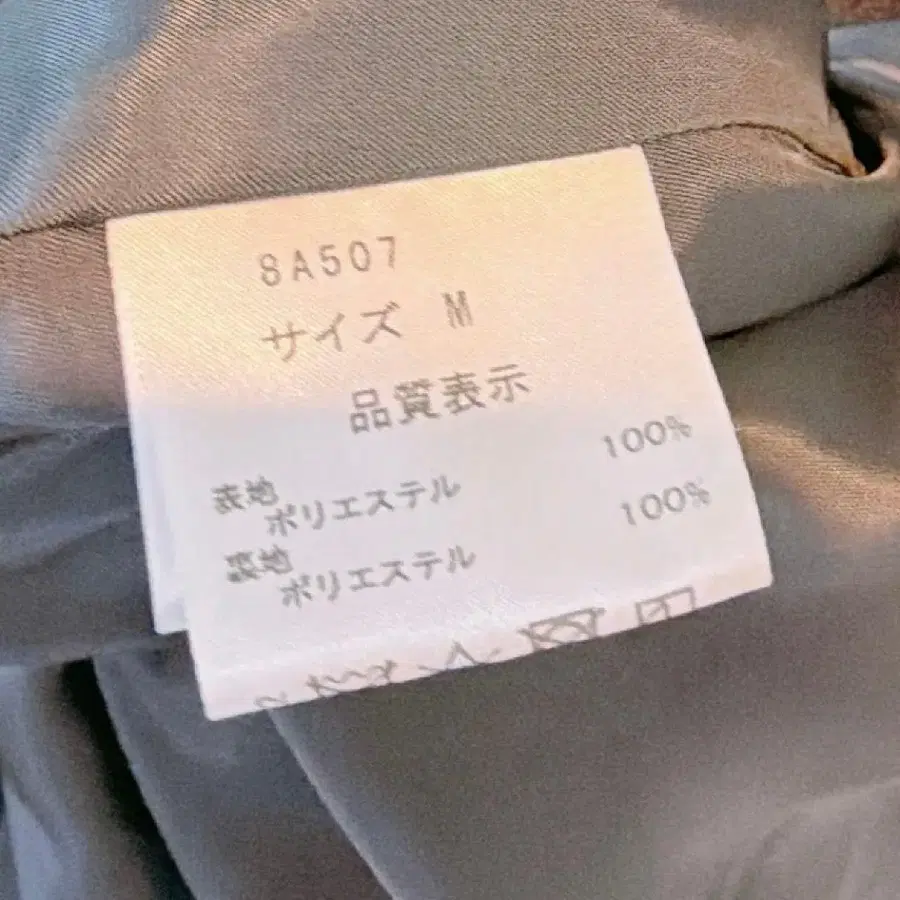 8A507
サイズ M
品質表示
表地
ポリエステル 100%
裏地
ポリエステル 100%